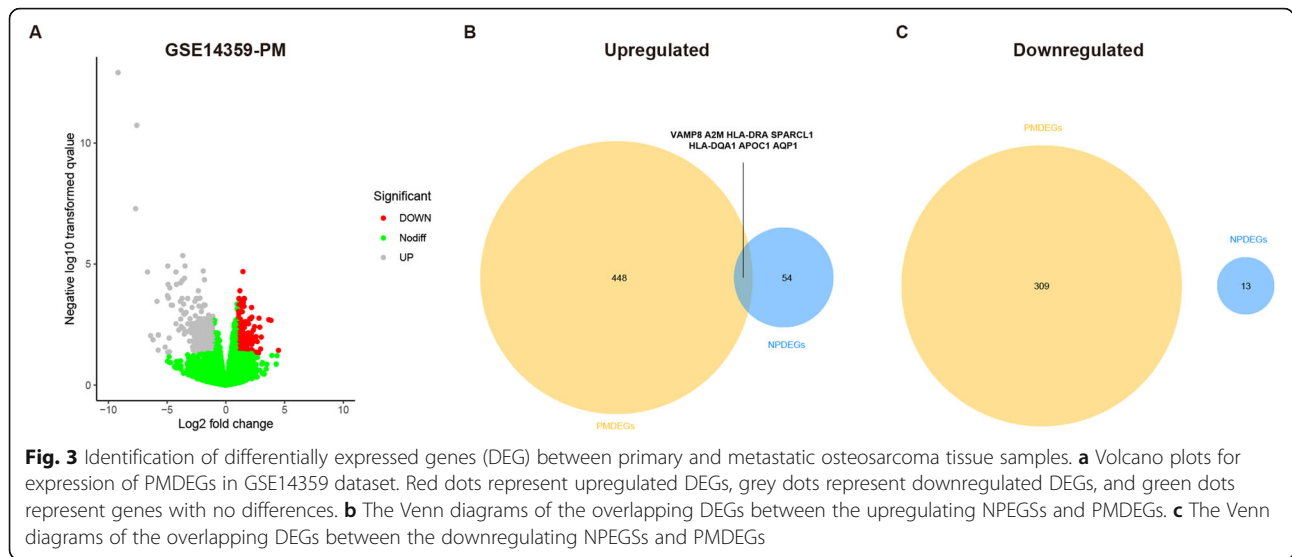 A
GSE14359-PM
Negative log10 transformed qvalue
10
5
0
−10
−5
0
5
10
Log2 fold change
Significant
DOWN
Nodiff
UP
B
Upregulated
VAMP8 A2M HLA-DRA SPARCL1
HLA-DQA1 APOC1 AQP1
448
54
NPDEGs
PMDEGs
C
Downregulated
PMDEGs
NPDEGs
309
13
Fig. 3 Identification of differentially expressed genes (DEG) between primary and metastatic osteosarcoma tissue samples. a Volcano plots for
expression of PMDEGs in GSE14359 dataset. Red dots represent upregulated DEGs, grey dots represent downregulated DEGs, and green dots
represent genes with no differences. b The Venn diagrams of the overlapping DEGs between the upregulating NPEGSs and PMDEGs. c The Venn
diagrams of the overlapping DEGs between the downregulating NPEGSs and PMDEGs